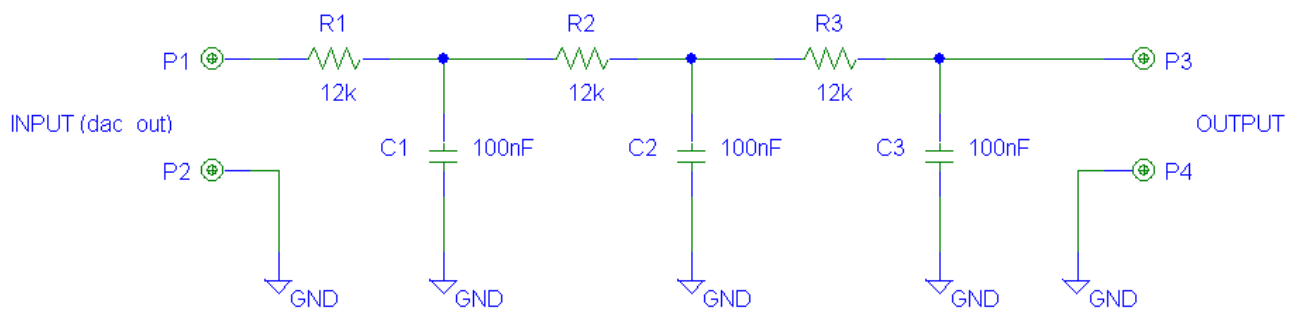 R1 R2 R3
P1 P3
12k 12k 12k
INPUT (dac out) OUTPUT
C1 100nF C2 100nF C3 100nF
P2 P4
GND GND GND GND GND